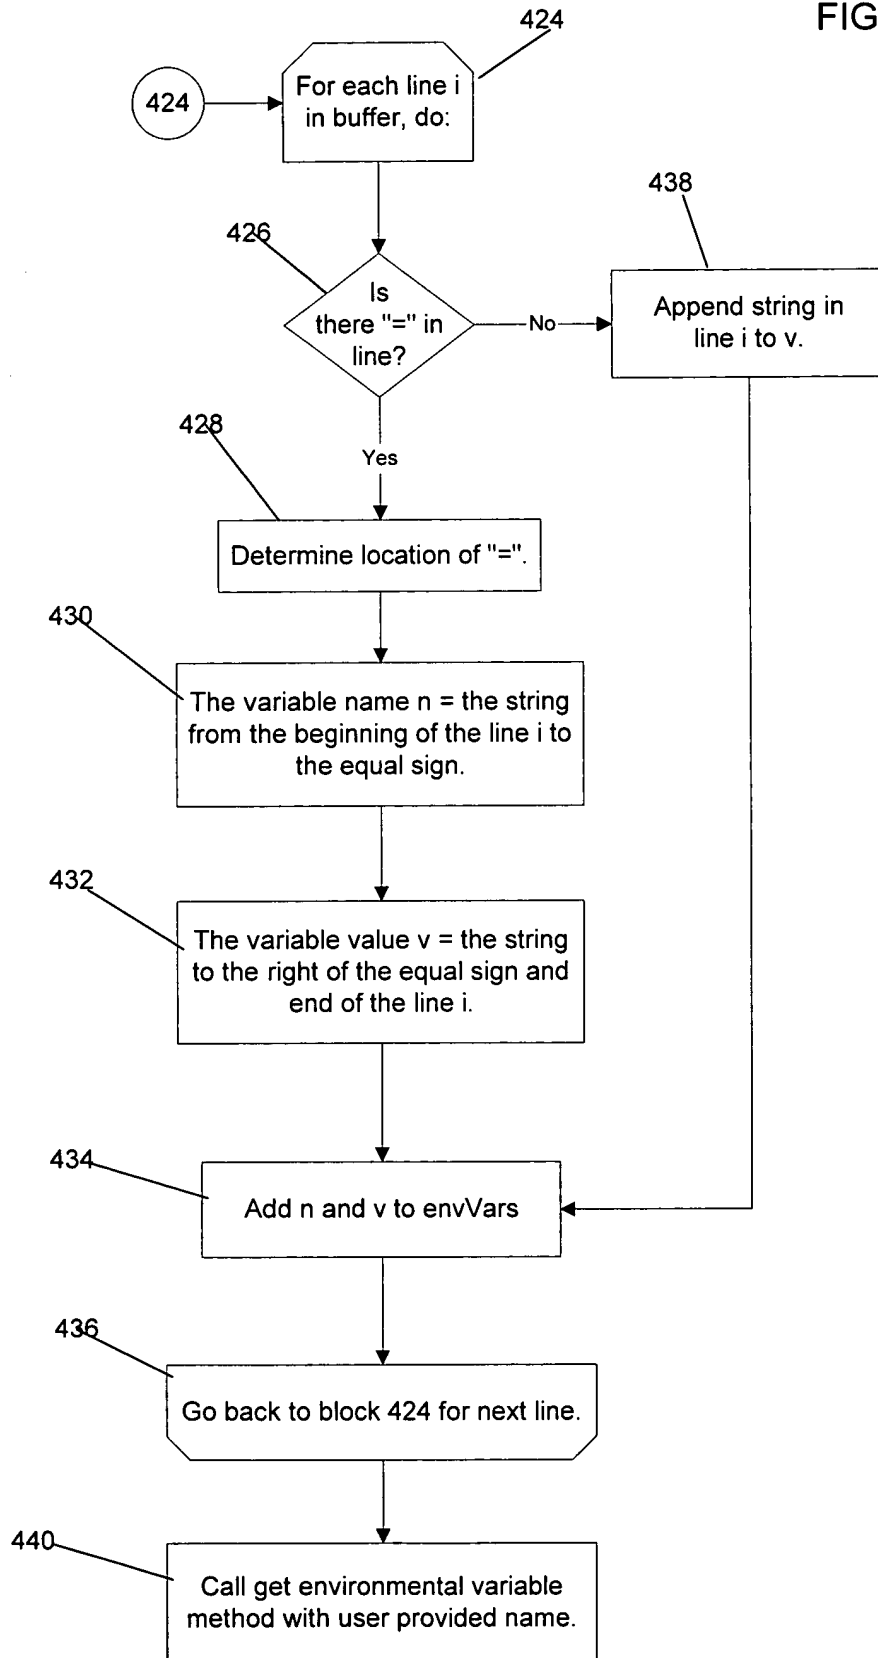 FIG
424
424
For each line i
in buffer, do:
438
426
Is
there "=" in
line?
No
Append string in
line i to v.
428
Yes
Determine location of "=".
430
The variable name n = the string
from the beginning of the line i to
the equal sign.
432
The variable value v = the string
to the right of the equal sign and
end of the line i.
434
Add n and v to envVars
436
Go back to block 424 for next line.
440
Call get environmental variable
method with user provided name.